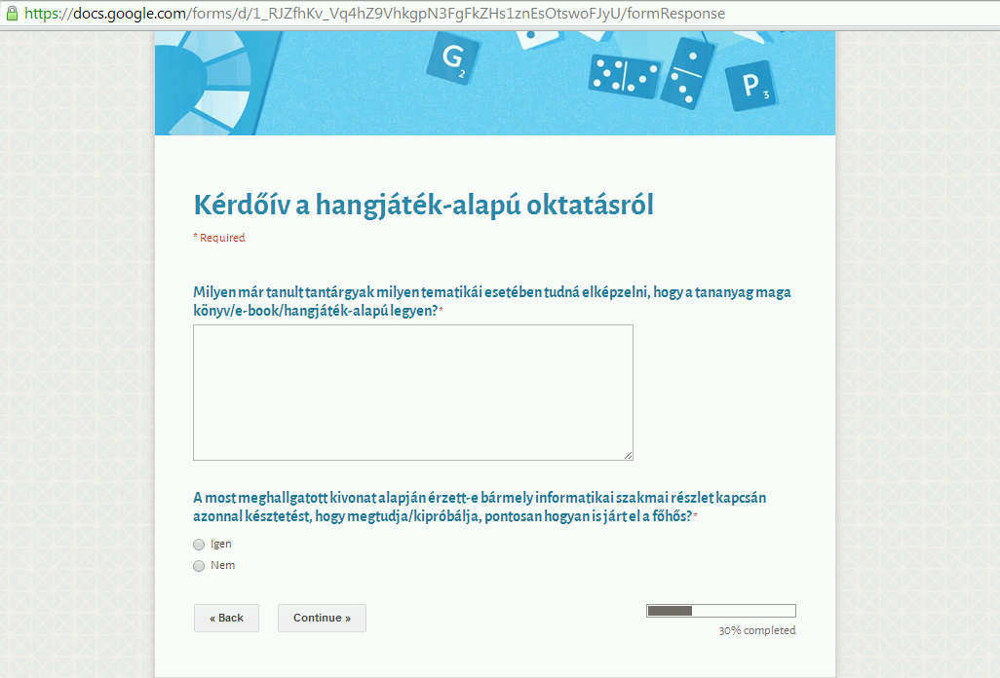 https://docs.google.com/forms/d/1_RJZfhKv_Vq4hZ9VhkgpN3FgFkZHs1znEsOtswoFJyU/formResponse
G2
P3
Kérdőív a hangjáték-alapú oktatásról
* Required
Milyen már tanult tantárgyak milyen tematikái esetében tudná elképzelni, hogy a tananyag maga
könyv/e-book/hangjáték-alapú legyen?*
A most meghallgatott kivonat alapján érzett-e bármely informatikai szakmai részlet kapcsán
azonnal késztetést, hogy megtudja/kipróbálja, pontosan hogyan is járt el a főhős?*
Igen
Nem
« Back
Continue »
30% completed